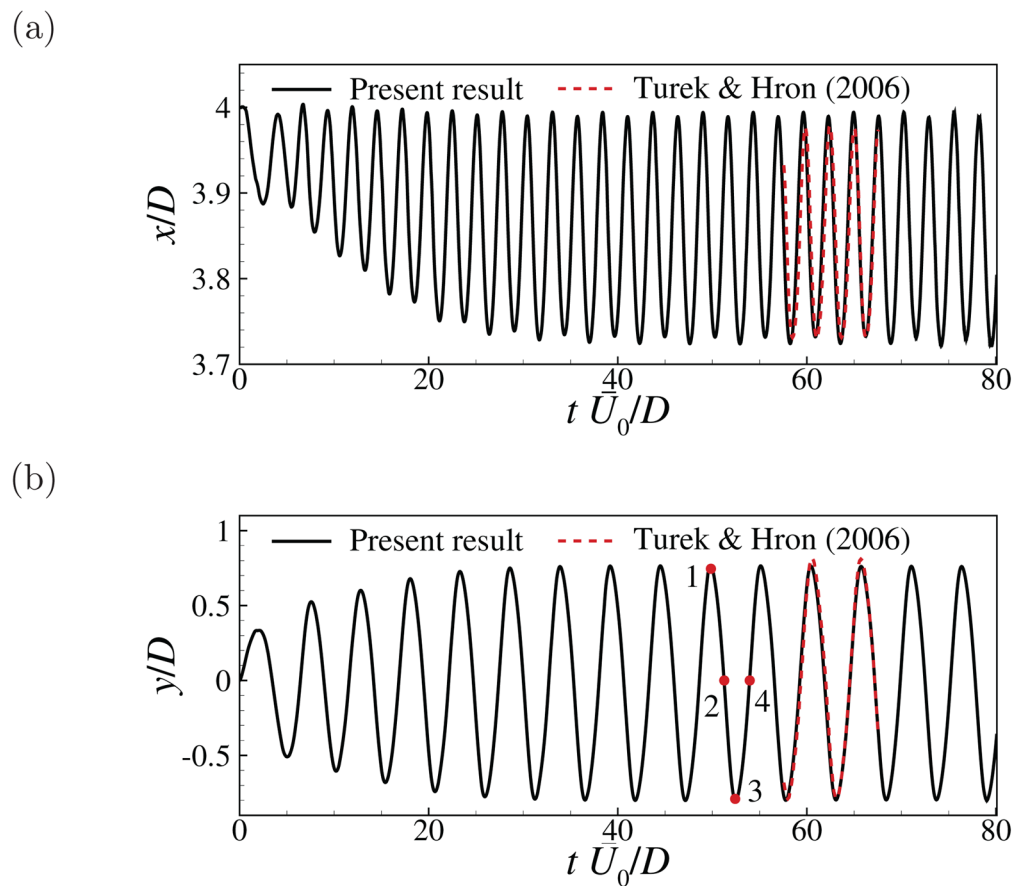 (a)
Present result Turek & Hron (2006)
4
3.9
3.8
3.7
x/D
0 20 40 60 80
t Ū₀/D
(b)
Present result Turek & Hron (2006)
1
0.5
0
-0.5
y/D
1
2 4
3
0 20 40 60 80
t Ū₀/D